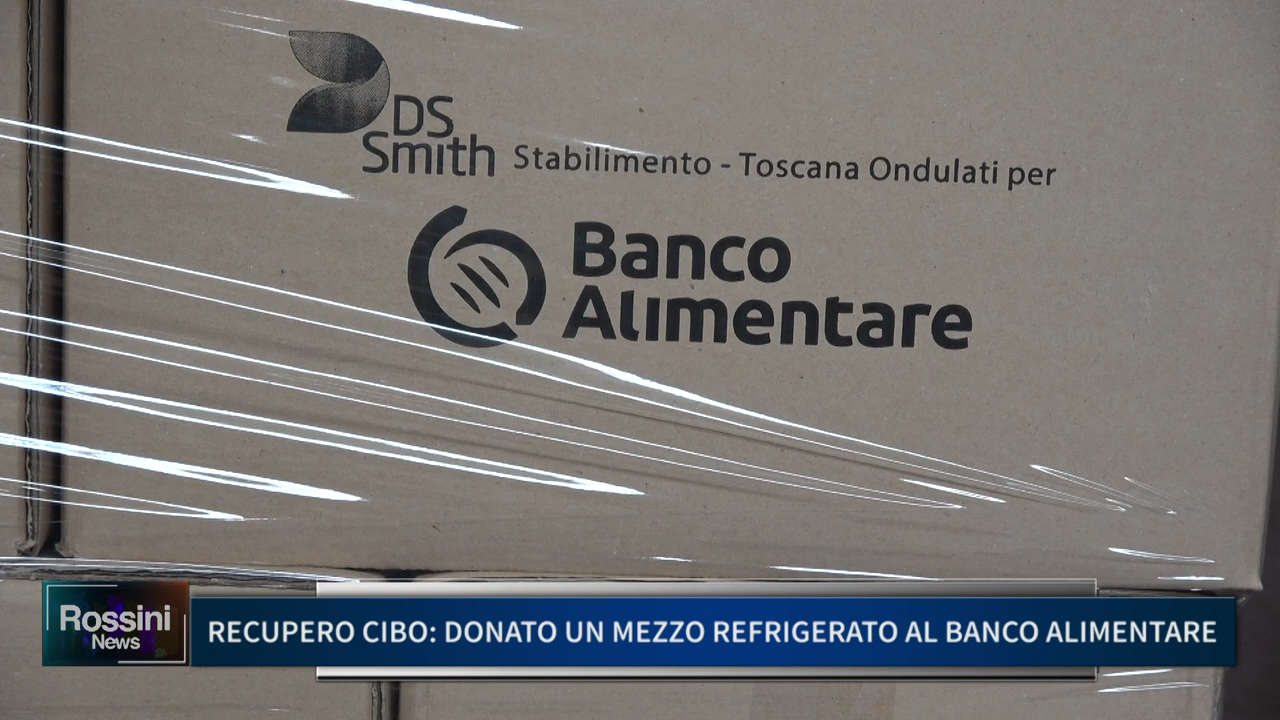 DS
Smith Stabilimento - Toscana Ondulati per
Banco
Alimentare
Rossini
News
RECUPERO CIBO: DONATO UN MEZZO REFRIGERATO AL BANCO ALIMENTARE